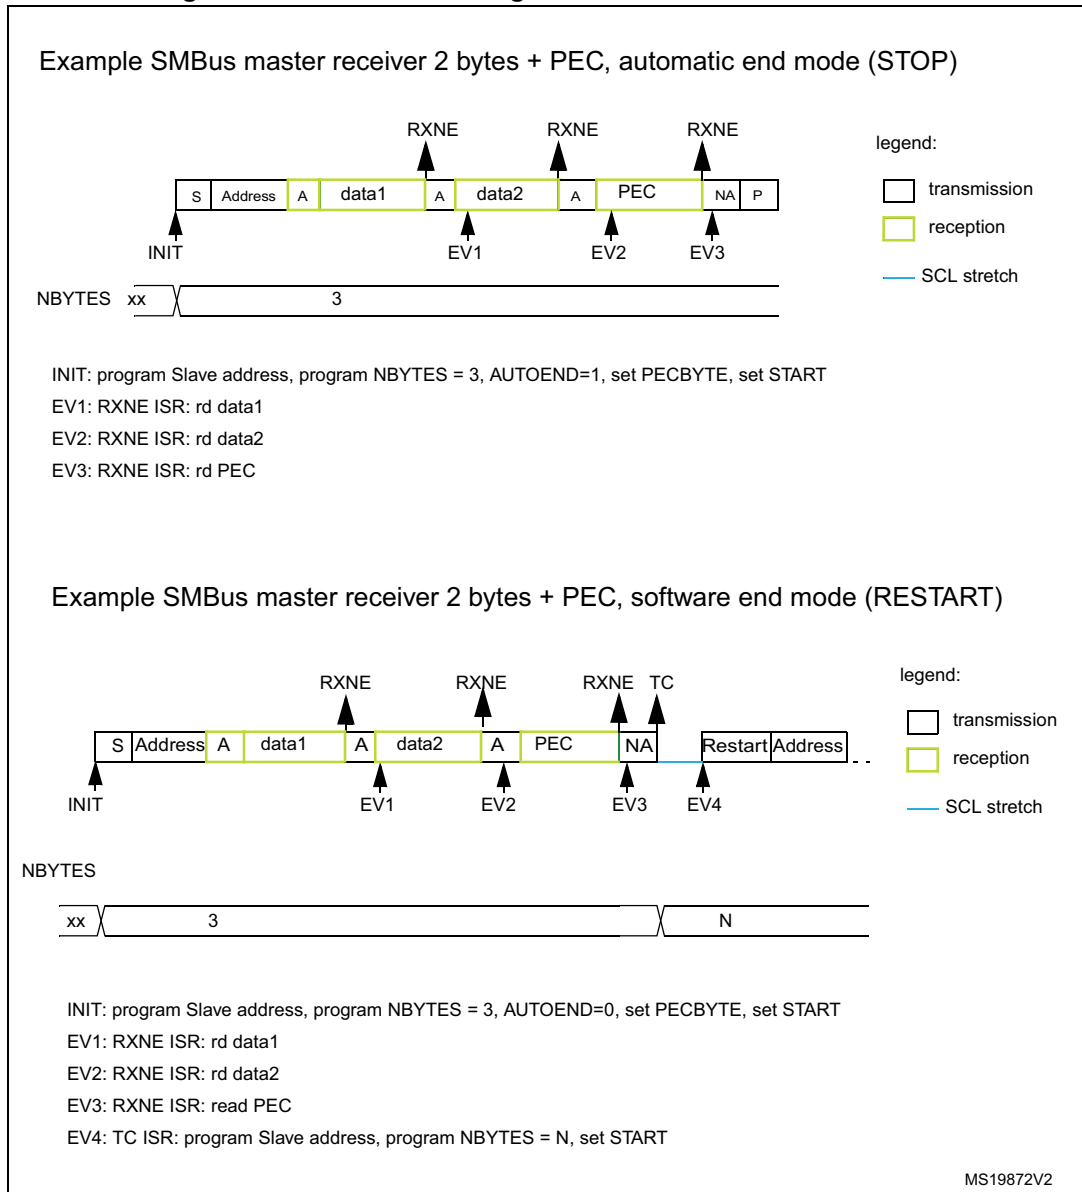 Example SMBus master receiver 2 bytes + PEC, automatic end mode (STOP)
RXNE RXNE RXNE
legend:
S Address A data1 A data2 A PEC NA P
transmission
reception
INIT EV1 EV2 EV3
SCL stretch
NBYTES xx 3
INIT: program Slave address, program NBYTES = 3, AUTOEND=1, set PECBYTE, set START
EV1: RXNE ISR: rd data1
EV2: RXNE ISR: rd data2
EV3: RXNE ISR: rd PEC
Example SMBus master receiver 2 bytes + PEC, software end mode (RESTART)
RXNE RXNE RXNE TC
legend:
transmission
S Address A data1 A data2 A PEC NA Restart Address
reception
INIT EV1 EV2 EV3 EV4
SCL stretch
NBYTES
xx 3 N
INIT: program Slave address, program NBYTES = 3, AUTOEND=0, set PECBYTE, set START
EV1: RXNE ISR: rd data1
EV2: RXNE ISR: rd data2
EV3: RXNE ISR: read PEC
EV4: TC ISR: program Slave address, program NBYTES = N, set START
MS19872V2